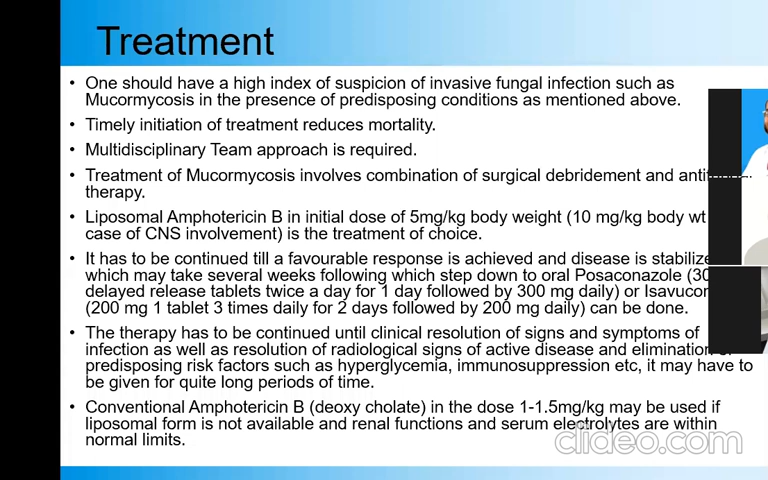 Treatment
• One should have a high index of suspicion of invasive fungal infection such as
Mucormycosis in the presence of predisposing conditions as mentioned above.
• Timely initiation of treatment reduces mortality.
• Multidisciplinary Team approach is required.
• Treatment of Mucormycosis involves combination of surgical debridement and
therapy.
• Liposomal Amphotericin B in initial dose of 5mg/kg body weight (10 mg/kg body wt
case of CNS involvement) is the treatment of choice.
• It has to be continued till a favourable response is achieved and disease is
which may take several weeks following which step down to oral Posaconazole
delayed release tablets twice a day for 1 day followed by 300 mg daily) or
(200 mg 1 tablet 3 times daily for 2 days followed by 200 mg daily) can be done.
• The therapy has to be continued until clinical resolution of signs and symptoms of
infection as well as resolution of radiological signs of active disease and elimination
predisposing risk factors such as hyperglycemia, immunosuppression etc, it may have to
be given for quite long periods of time.
• Conventional Amphotericin B (deoxy cholate) in the dose 1-1.5mg/kg may be used if
liposomal form is not available and renal functions and serum electrolytes are within
normal limits.
clideo.com